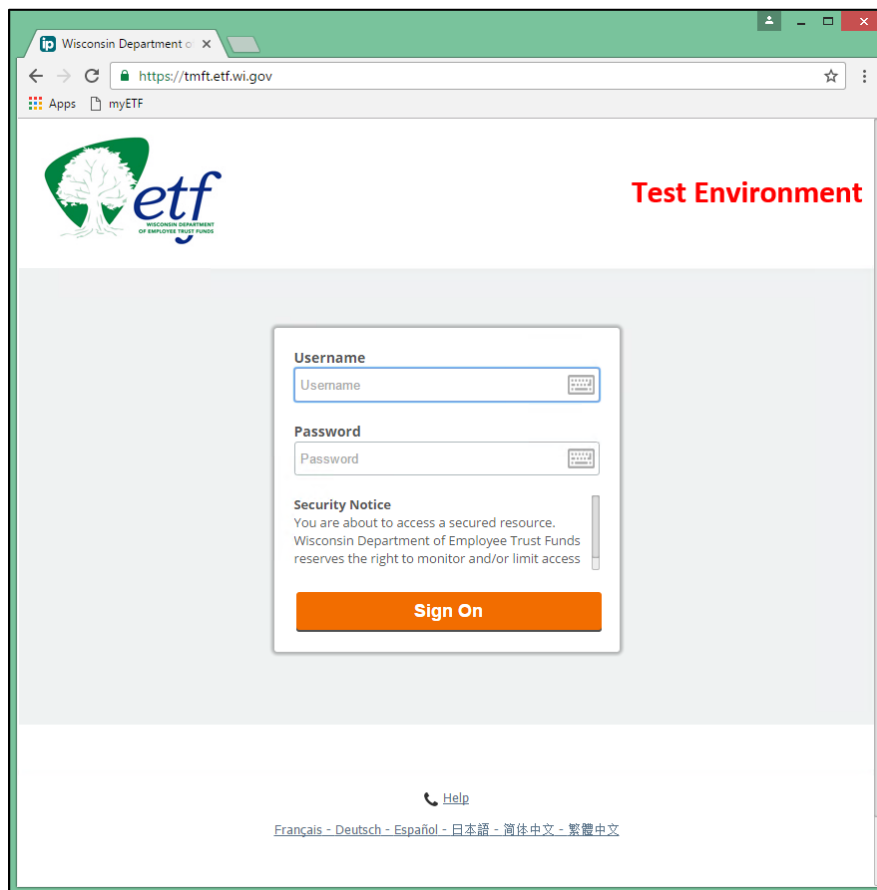 Wisconsin Department o
https://tmft.etf.wi.gov
Apps myETF
etf
WISCONSIN DEPARTMENT
OF EMPLOYEE TRUST FUNDS
Test Environment
Username
Username
Password
Password
Security Notice
You are about to access a secured resource.
Wisconsin Department of Employee Trust Funds
reserves the right to monitor and/or limit access
Sign On
Help
Français - Deutsch - Español - 日本語 - 简体中文 - 繁體中文